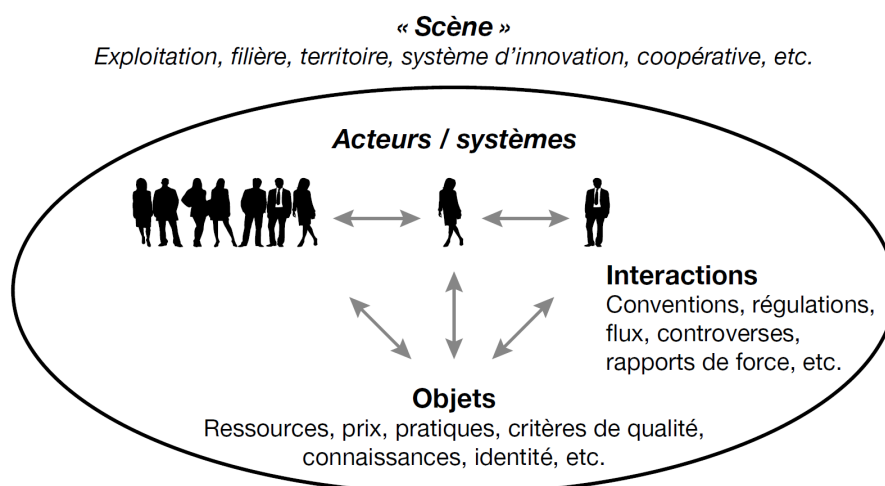 « Scène »
Exploitation, filière, territoire, système d’innovation, coopérative, etc.
Acteurs / systèmes
Interactions
Conventions, régulations,
flux, controverses,
rapports de force, etc.
Objets
Ressources, prix, pratiques, critères de qualité,
connaissances, identité, etc.